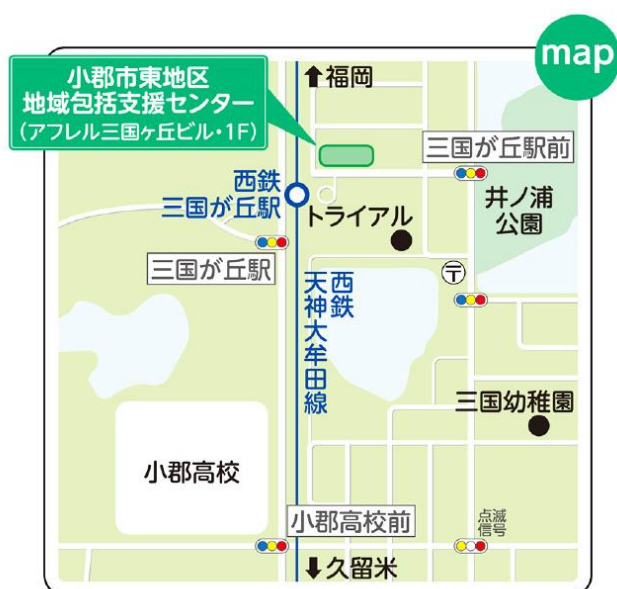 map
小郡市東地区
地域包括支援センター
(アフレル三国ヶ丘ビル・1F)
↑福岡
三国が丘駅前
西鉄
三国が丘駅
トライアル
井ノ浦
公園
三国が丘駅
〒
西鉄
天神大牟田線
三国幼稚園
小郡高校
小郡高校前
点滅
信号
↓久留米